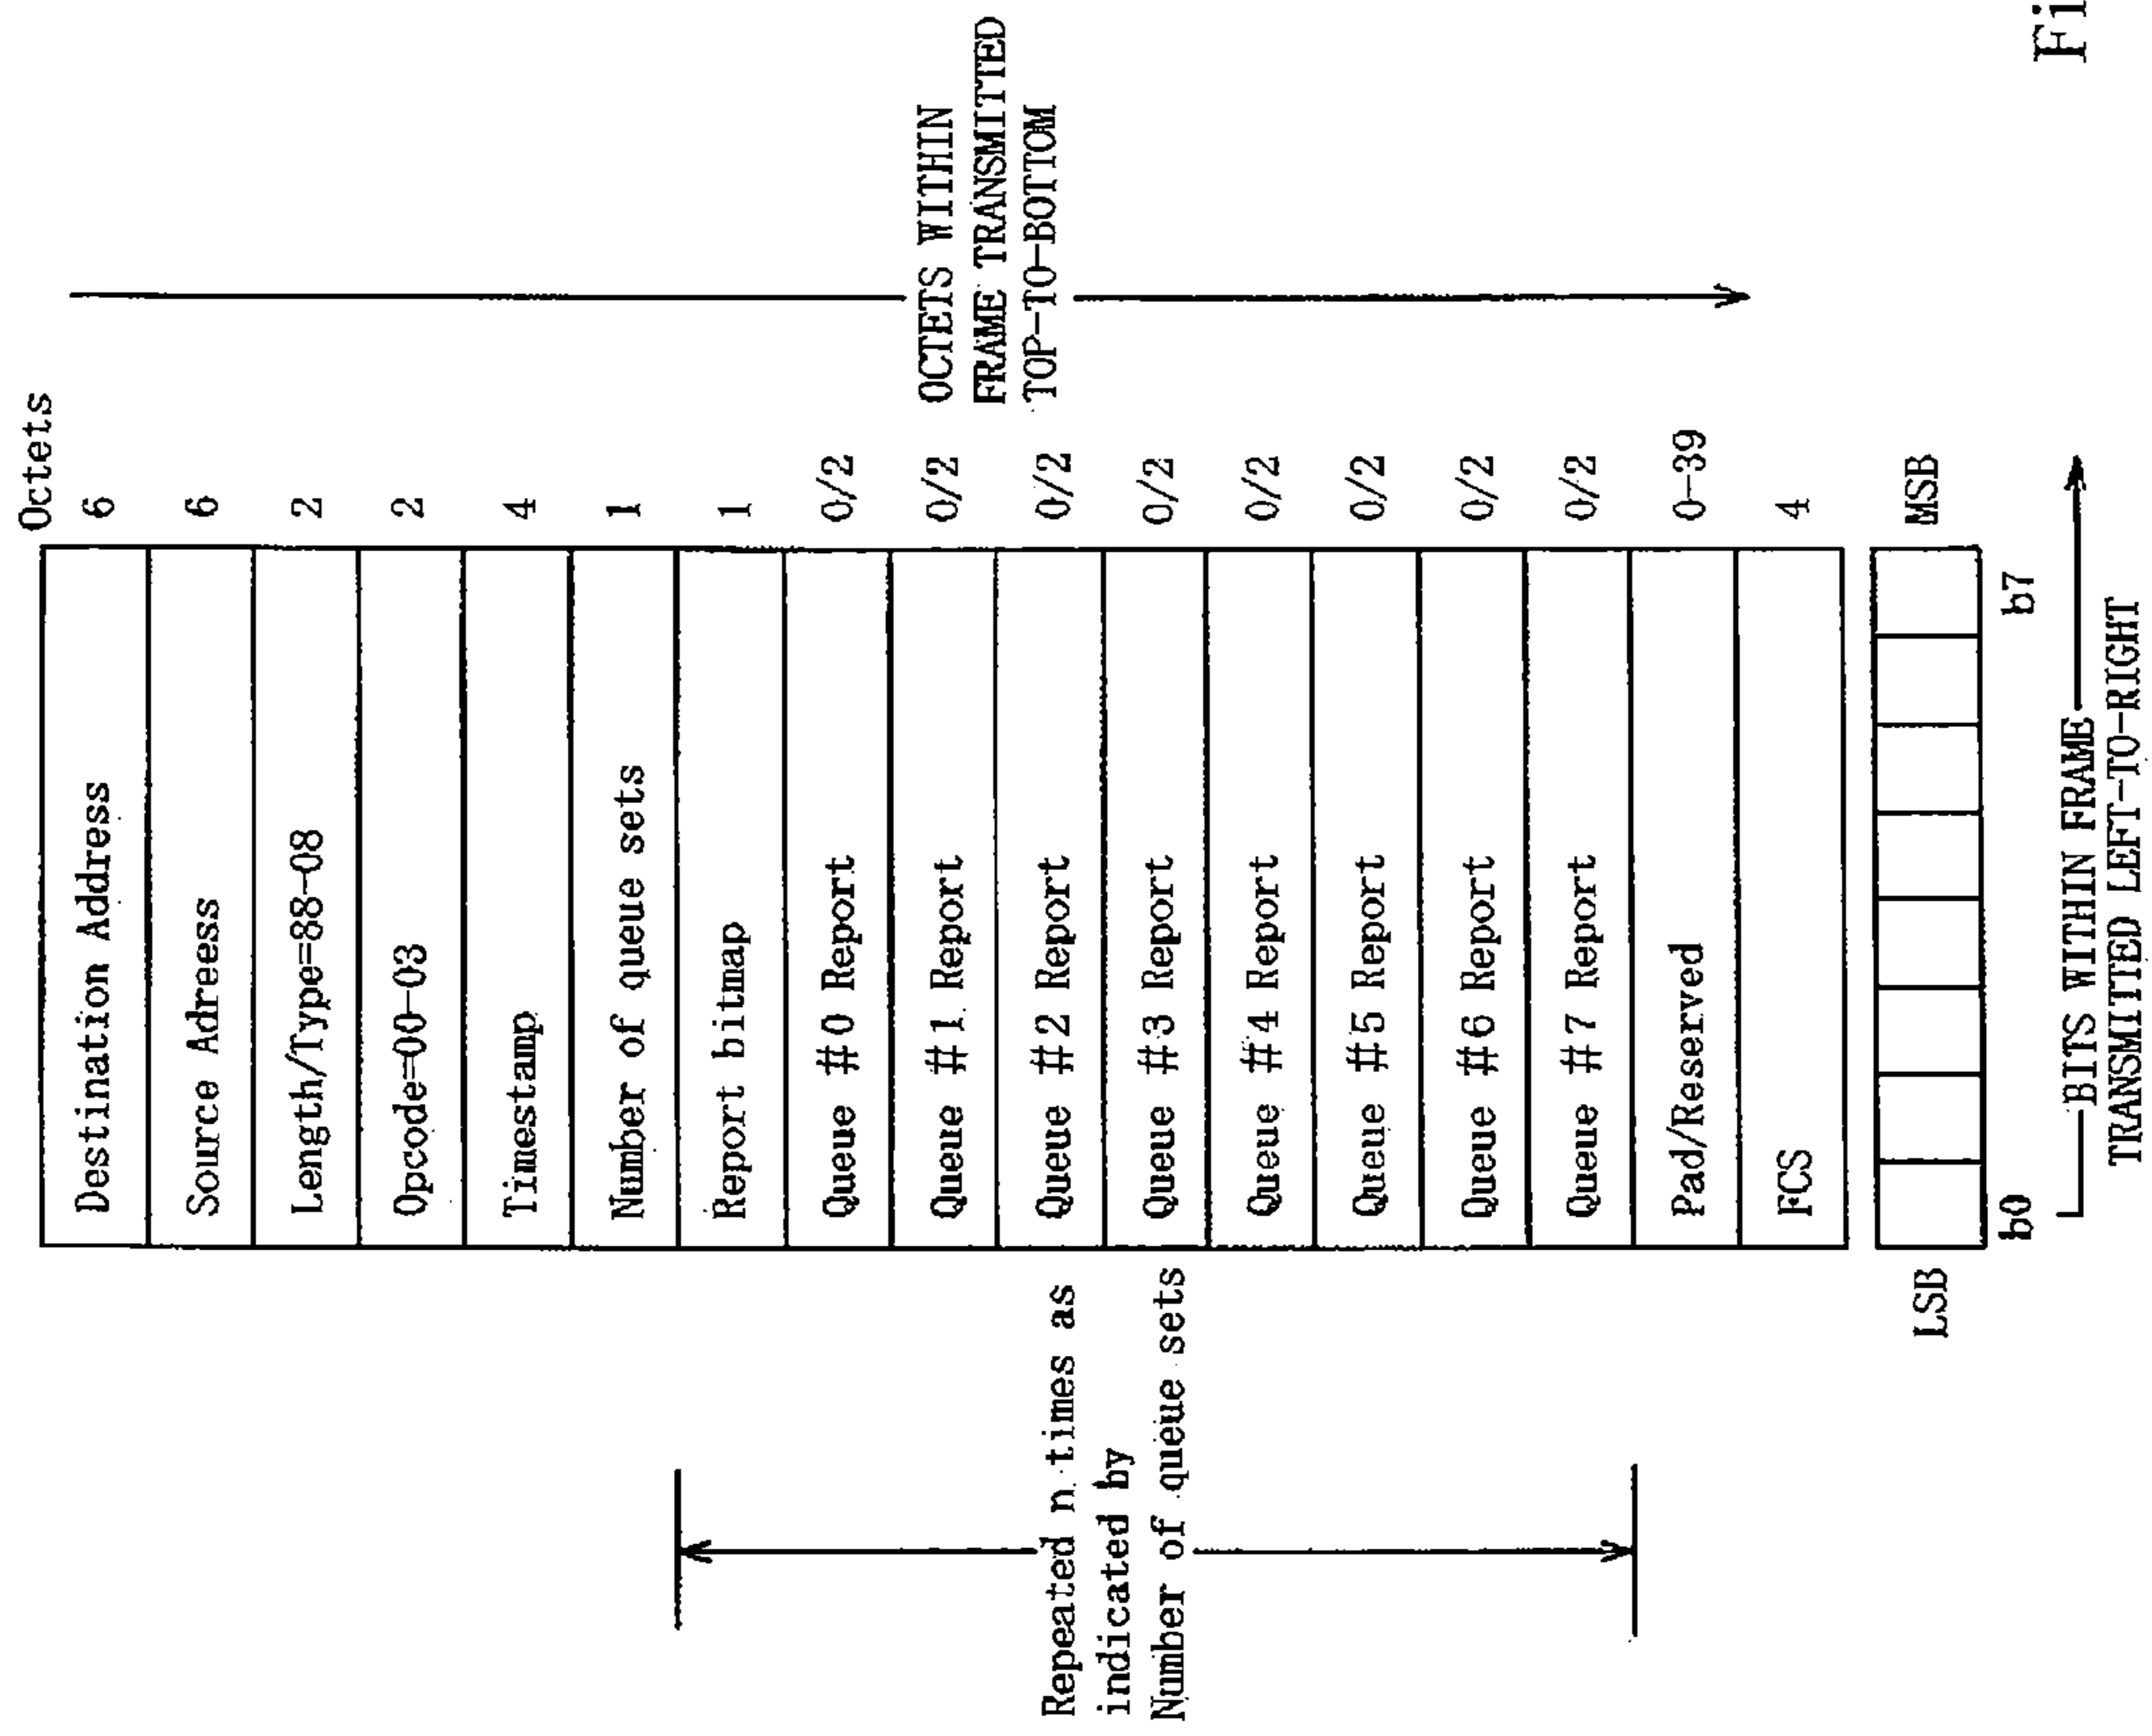 Octets
Destination Address 6
Source Adreess 6
Length/Type=88-08 2
Opcode=00-03 2
Timestamp 4
Number of queue sets 1
Report bitmap 1
Queue #0 Report 0/2
Queue #1 Report 0/2
Queue #2 Report 0/2
Queue #3 Report 0/2
Queue #4 Report 0/2
Queue #5 Report 0/2
Queue #6 Report 0/2
Queue #7 Report 0/2
Pad/Reserved 0-39
FCS 4
Repeated n times as
indicated by
Number of queue sets
OCTETS WITHIN
FRAME TRANSMITTED
TOP-TO-BOTTOM
LSB MSB
b0 b7
BITS WITHIN FRAME
TRANSMITTED LEFT-TO-RIGHT
Fi